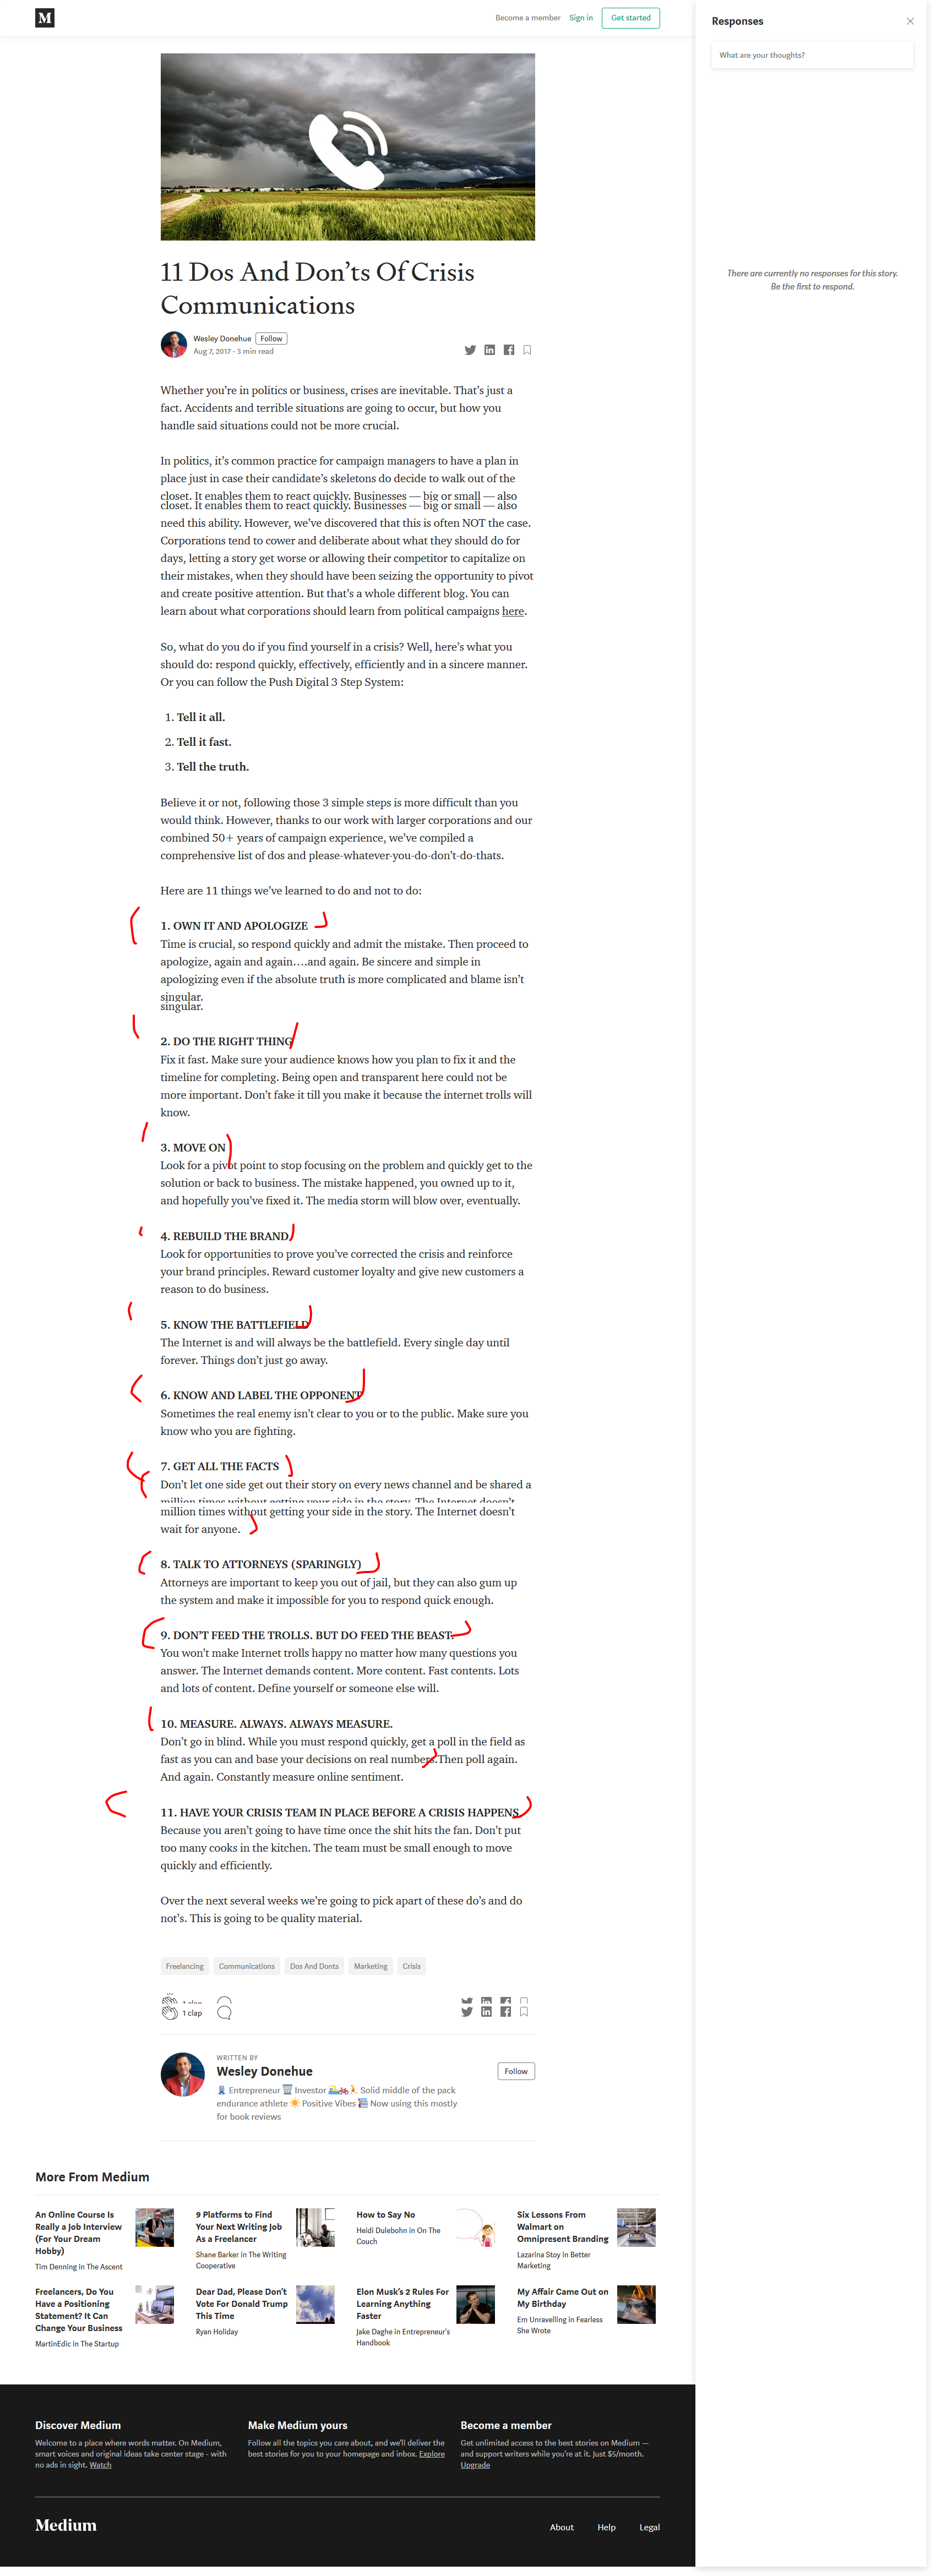 M
Become a member Sign in Get started
Responses
What are your thoughts?
There are currently no responses for this story.
Be the first to respond.
11 Dos And Don’ts Of Crisis
Communications
Wesley Donehue Follow
Aug 7, 2017 · 3 min read
Whether you’re in politics or business, crises are inevitable. That’s just a
fact. Accidents and terrible situations are going to occur, but how you
handle said situations could not be more crucial.
In politics, it’s common practice for campaign managers to have a plan in
place just in case their candidate’s skeletons do decide to walk out of the
closet. It enables them to react quickly. Businesses — big or small — also
closet. It enables them to react quickly. Businesses — big or small — also
need this ability. However, we’ve discovered that this is often NOT the case.
Corporations tend to cower and deliberate about what they should do for
days, letting a story get worse or allowing their competitor to capitalize on
their mistakes, when they should have been seizing the opportunity to pivot
and create positive attention. But that’s a whole different blog. You can
learn about what corporations should learn from political campaigns here.
So, what do you do if you find yourself in a crisis? Well, here’s what you
should do: respond quickly, effectively, efficiently and in a sincere manner.
Or you can follow the Push Digital 3 Step System:
1. Tell it all.
2. Tell it fast.
3. Tell the truth.
Believe it or not, following those 3 simple steps is more difficult than you
would think. However, thanks to our work with larger corporations and our
combined 50+ years of campaign experience, we’ve compiled a
comprehensive list of dos and please-whatever-you-do-don’t-do-thats.
Here are 11 things we’ve learned to do and not to do:
1. OWN IT AND APOLOGIZE
Time is crucial, so respond quickly and admit the mistake. Then proceed to
apologize, again and again….and again. Be sincere and simple in
apologizing even if the absolute truth is more complicated and blame isn’t
singular.
singular.
2. DO THE RIGHT THING
Fix it fast. Make sure your audience knows how you plan to fix it and the
timeline for completing. Being open and transparent here could not be
more important. Don’t fake it till you make it because the internet trolls will
know.
3. MOVE ON
Look for a pivot point to stop focusing on the problem and quickly get to the
solution or back to business. The mistake happened, you owned up to it,
and hopefully you’ve fixed it. The media storm will blow over, eventually.
4. REBUILD THE BRAND
Look for opportunities to prove you’ve corrected the crisis and reinforce
your brand principles. Reward customer loyalty and give new customers a
reason to do business.
5. KNOW THE BATTLEFIELD
The Internet is and will always be the battlefield. Every single day until
forever. Things don’t just go away.
6. KNOW AND LABEL THE OPPONENT
Sometimes the real enemy isn’t clear to you or to the public. Make sure you
know who you are fighting.
7. GET ALL THE FACTS
Don’t let one side get out their story on every news channel and be shared a
million times without getting your side in the story. The Internet doesn’t
million times without getting your side in the story. The Internet doesn’t
wait for anyone.
8. TALK TO ATTORNEYS (SPARINGLY)
Attorneys are important to keep you out of jail, but they can also gum up
the system and make it impossible for you to respond quick enough.
9. DON’T FEED THE TROLLS. BUT DO FEED THE BEAST.
You won’t make Internet trolls happy no matter how many questions you
answer. The Internet demands content. More content. Fast contents. Lots
and lots of content. Define yourself or someone else will.
10. MEASURE. ALWAYS. ALWAYS MEASURE.
Don’t go in blind. While you must respond quickly, get a poll in the field as
fast as you can and base your decisions on real numbers.Then poll again.
And again. Constantly measure online sentiment.
11. HAVE YOUR CRISIS TEAM IN PLACE BEFORE A CRISIS HAPPENS
Because you aren’t going to have time once the shit hits the fan. Don’t put
too many cooks in the kitchen. The team must be small enough to move
quickly and efficiently.
Over the next several weeks we’re going to pick apart of these do’s and do
not’s. This is going to be quality material.
Freelancing Communications Dos And Donts Marketing Crisis
1 clap
1 clap
WRITTEN BY
Wesley Donehue Follow
Entrepreneur Investor Solid middle of the pack
endurance athlete Positive Vibes Now using this mostly
for book reviews
More From Medium
An Online Course Is
Really a Job Interview
(For Your Dream
Hobby)
Tim Denning in The Ascent
9 Platforms to Find
Your Next Writing Job
As a Freelancer
Shane Barker in The Writing
Cooperative
How to Say No
Heidi Dulebohn in On The
Couch
Six Lessons From
Walmart on
Omnipresent Branding
Lazarina Stoy in Better
Marketing
Freelancers, Do You
Have a Positioning
Statement? It Can
Change Your Business
MartinEdic in The Startup
Dear Dad, Please Don’t
Vote For Donald Trump
This Time
Ryan Holiday
Elon Musk’s 2 Rules For
Learning Anything
Faster
Jake Daghe in Entrepreneur's
Handbook
My Affair Came Out on
My Birthday
Em Unravelling in Fearless
She Wrote
Discover Medium
Welcome to a place where words matter. On Medium,
smart voices and original ideas take center stage - with
no ads in sight. Watch
Make Medium yours
Follow all the topics you care about, and we’ll deliver the
best stories for you to your homepage and inbox. Explore
Become a member
Get unlimited access to the best stories on Medium —
and support writers while you’re at it. Just $5/month.
Upgrade
Medium
About Help Legal